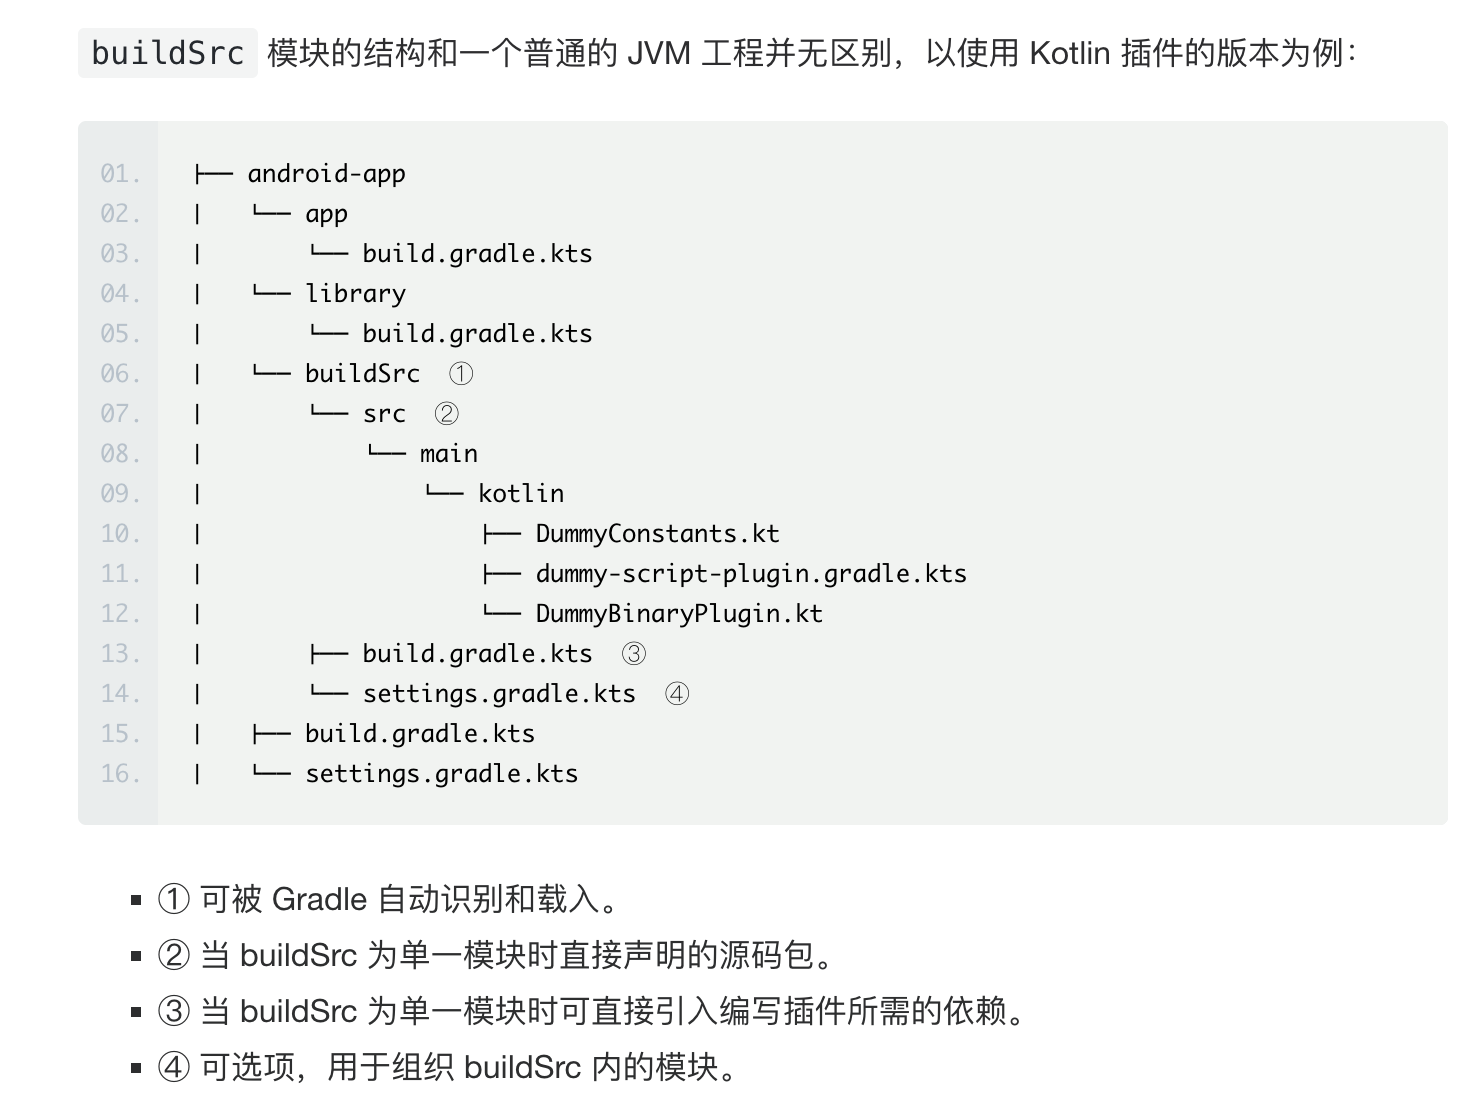 buildSrc 模块的结构和一个普通的 JVM 工程并无区别，以使用 Kotlin 插件的版本为例：
01. ├── android-app
02. |   └── app
03. |       └── build.gradle.kts
04. |   └── library
05. |       └── build.gradle.kts
06. |   └── buildSrc  ①
07. |       └── src  ②
08. |           └── main
09. |               └── kotlin
10. |                   ├── DummyConstants.kt
11. |                   ├── dummy-script-plugin.gradle.kts
12. |                   └── DummyBinaryPlugin.kt
13. |       ├── build.gradle.kts  ③
14. |       └── settings.gradle.kts  ④
15. |   ├── build.gradle.kts
16. |   └── settings.gradle.kts
▪ ① 可被 Gradle 自动识别和载入。
▪ ② 当 buildSrc 为单一模块时直接声明的源码包。
▪ ③ 当 buildSrc 为单一模块时可直接引入编写插件所需的依赖。
▪ ④ 可选项，用于组织 buildSrc 内的模块。